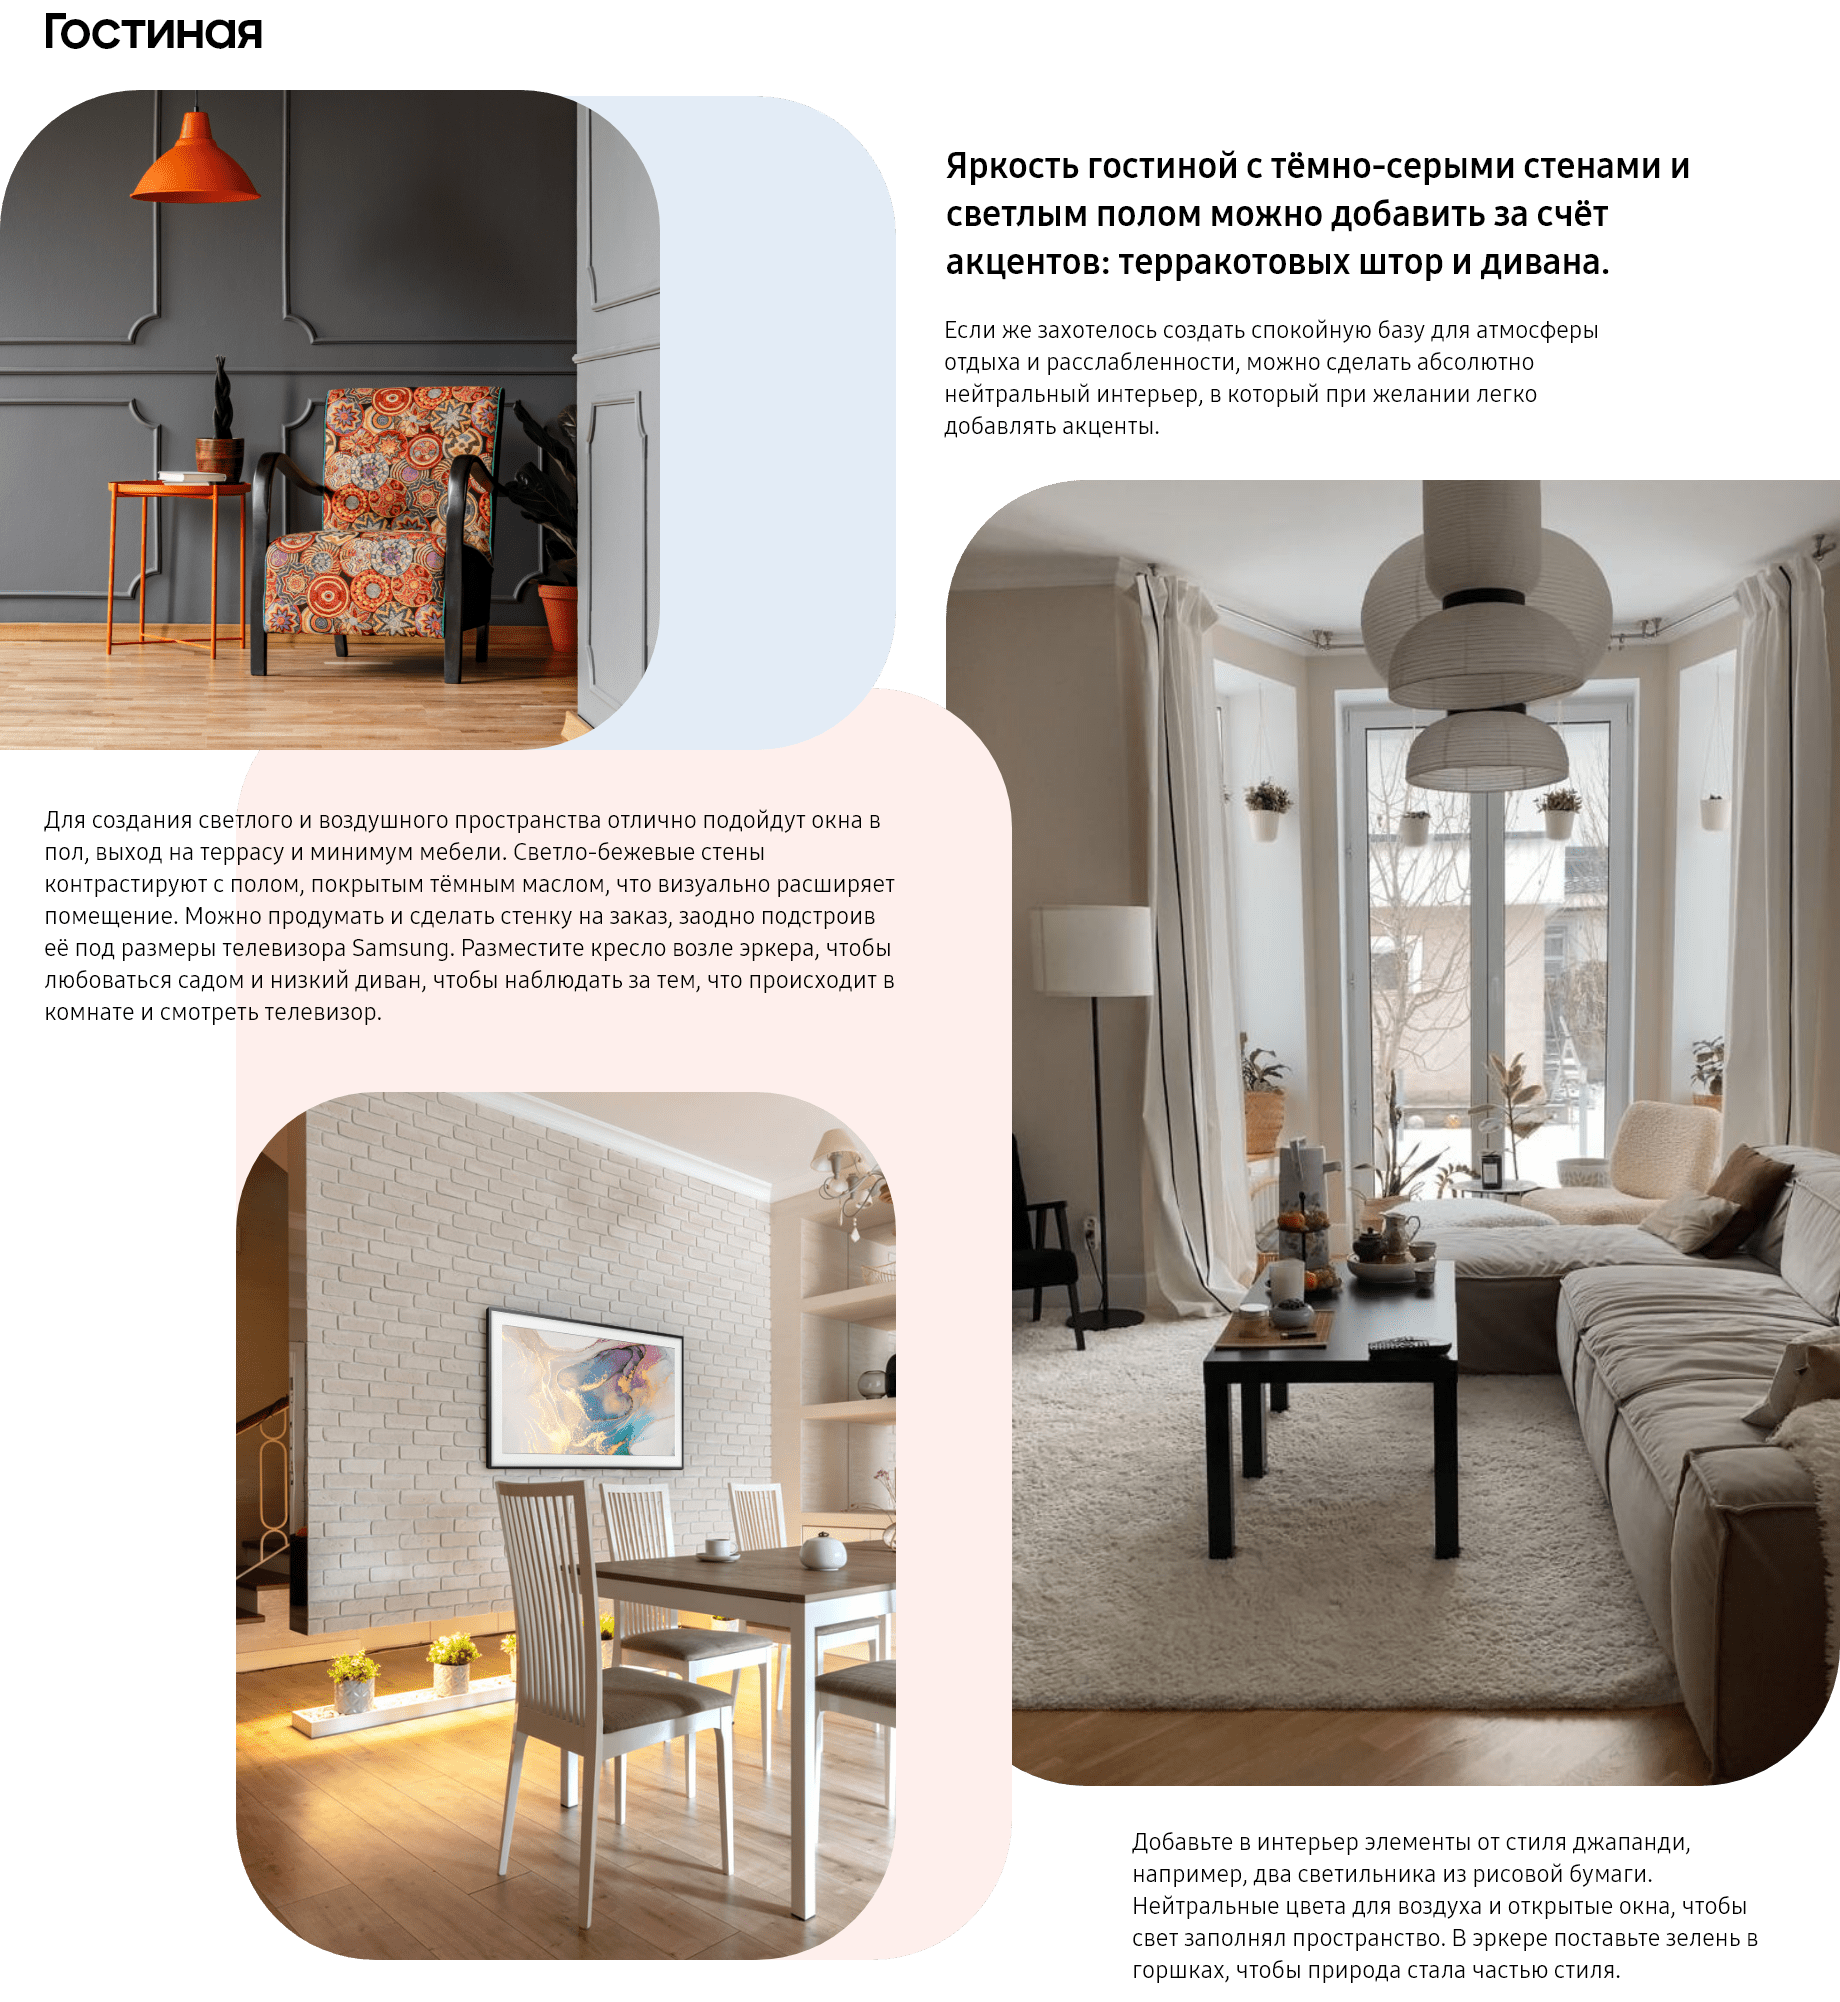 Гостиная
Яркость гостиной с тёмно-серыми стенами и
светлым полом можно добавить за счёт
акцентов: терракотовых штор и дивана.
Если же захотелось создать спокойную базу для атмосферы
отдыха и расслабленности, можно сделать абсолютно
нейтральный интерьер, в который при желании легко
добавлять акценты.
Для создания светлого и воздушного пространства отлично подойдут окна в
пол, выход на террасу и минимум мебели. Светло-бежевые стены
контрастируют с полом, покрытым тёмным маслом, что визуально расширяет
помещение. Можно продумать и сделать стенку на заказ, заодно подстроив
её под размеры телевизора Samsung. Разместите кресло возле эркера, чтобы
любоваться садом и низкий диван, чтобы наблюдать за тем, что происходит в
комнате и смотреть телевизор.
Добавьте в интерьер элементы от стиля джапанди,
например, два светильника из рисовой бумаги.
Нейтральные цвета для воздуха и открытые окна, чтобы
свет заполнял пространство. В эркере поставьте зелень в
горшках, чтобы природа стала частью стиля.